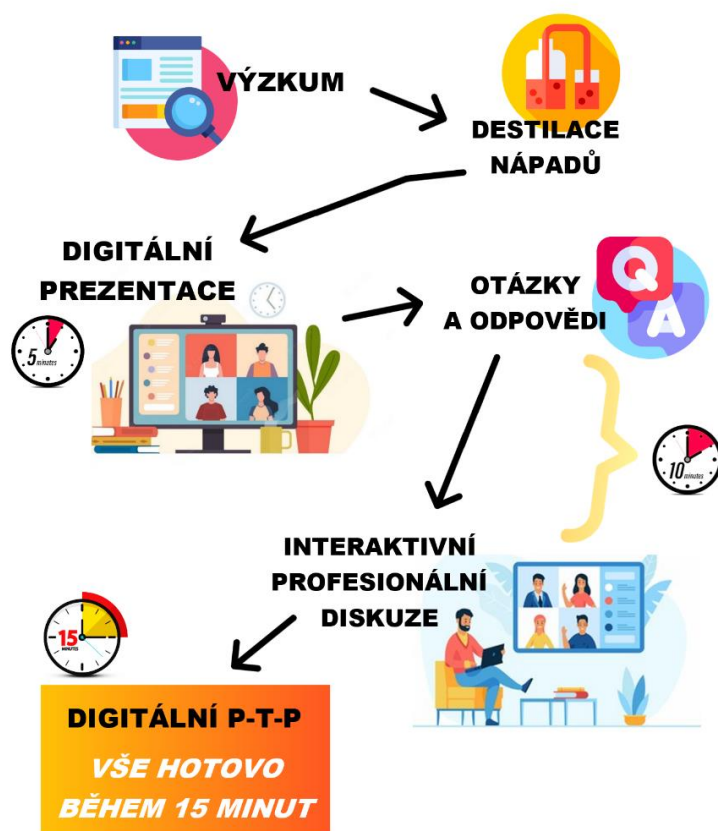 VÝZKUM
DESTILACE
NÁPADŮ
DIGITÁLNÍ
PREZENTACE
5
minutes
OTÁZKY
A ODPOVĚDI
Q
A
10
minutes
INTERAKTIVNÍ
PROFESIONÁLNÍ
DISKUZE
15
MINUTES
DIGITÁLNÍ P-T-P
VŠE HOTOVO
BĚHEM 15 MINUT